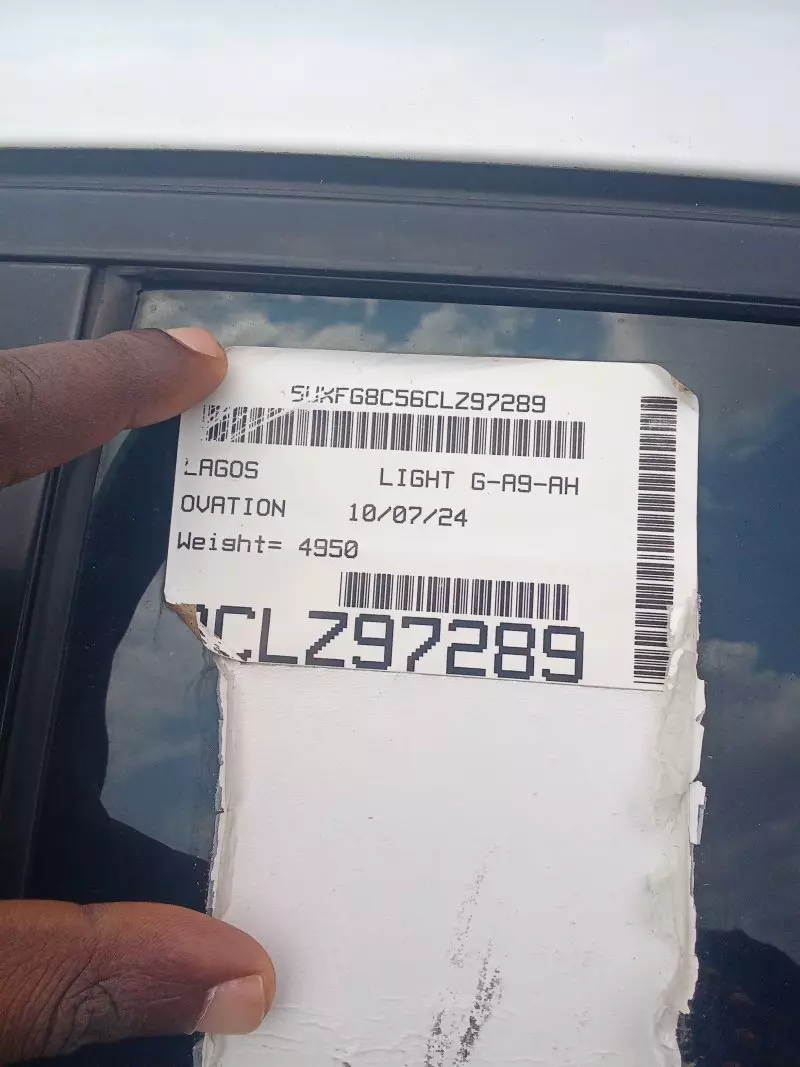 5UXFG8C56CLZ97289
LAGOS LIGHT G-A9-AH
OVATION 10/07/24
Weight= 4950
CLZ97289